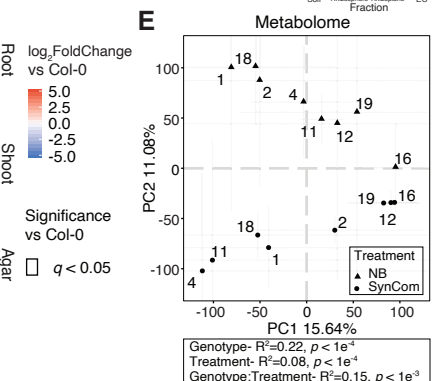 Fraction
E
Metabolome
Root
Shoot
Agar
log2FoldChange
vs Col-0
5.0
2.5
0.0
-2.5
-5.0
Significance
vs Col-0
q < 0.05
PC2 11.08%
100
50
0
-50
-100
18
1
2
4
11
12
19
16
19
16
12
2
18
1
11
4
Treatment
NB
SynCom
-100 -50 0 50 100
PC1 15.64%
Genotype- R²=0.22, p < 1e⁻⁴
Treatment- R²=0.08, p < 1e⁻⁴
Genotype:Treatment- R²=0.15, p < 1e⁻³